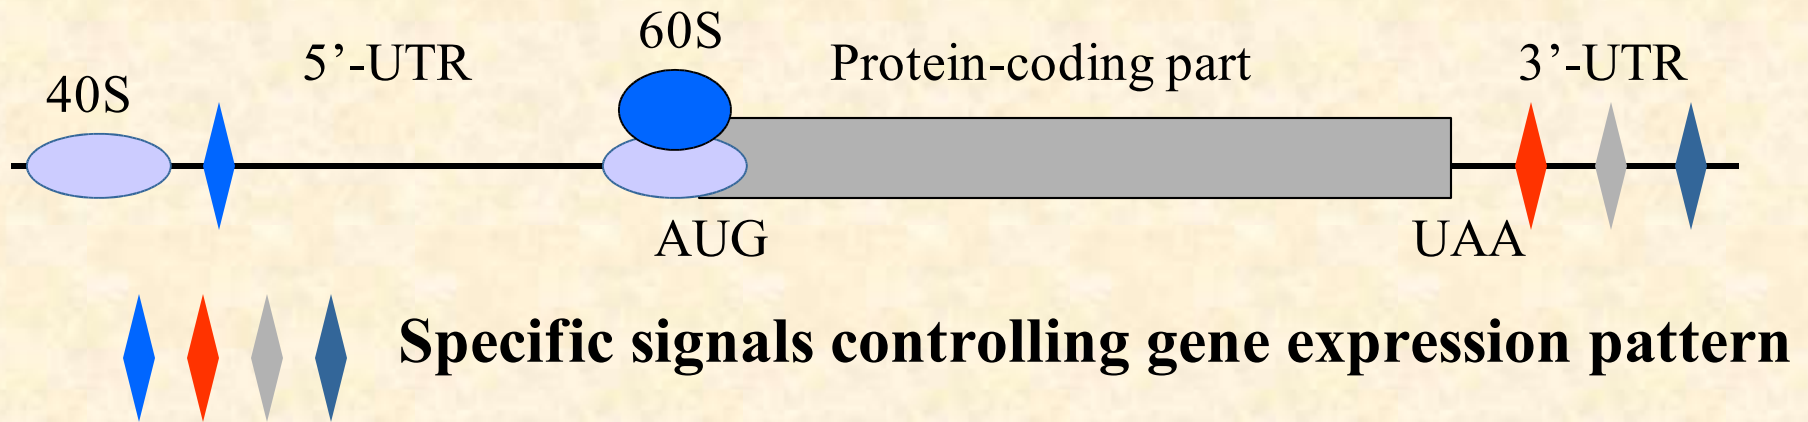 60S
5’-UTR
Protein-coding part
3’-UTR
40S
AUG
UAA
Specific signals controlling gene expression pattern